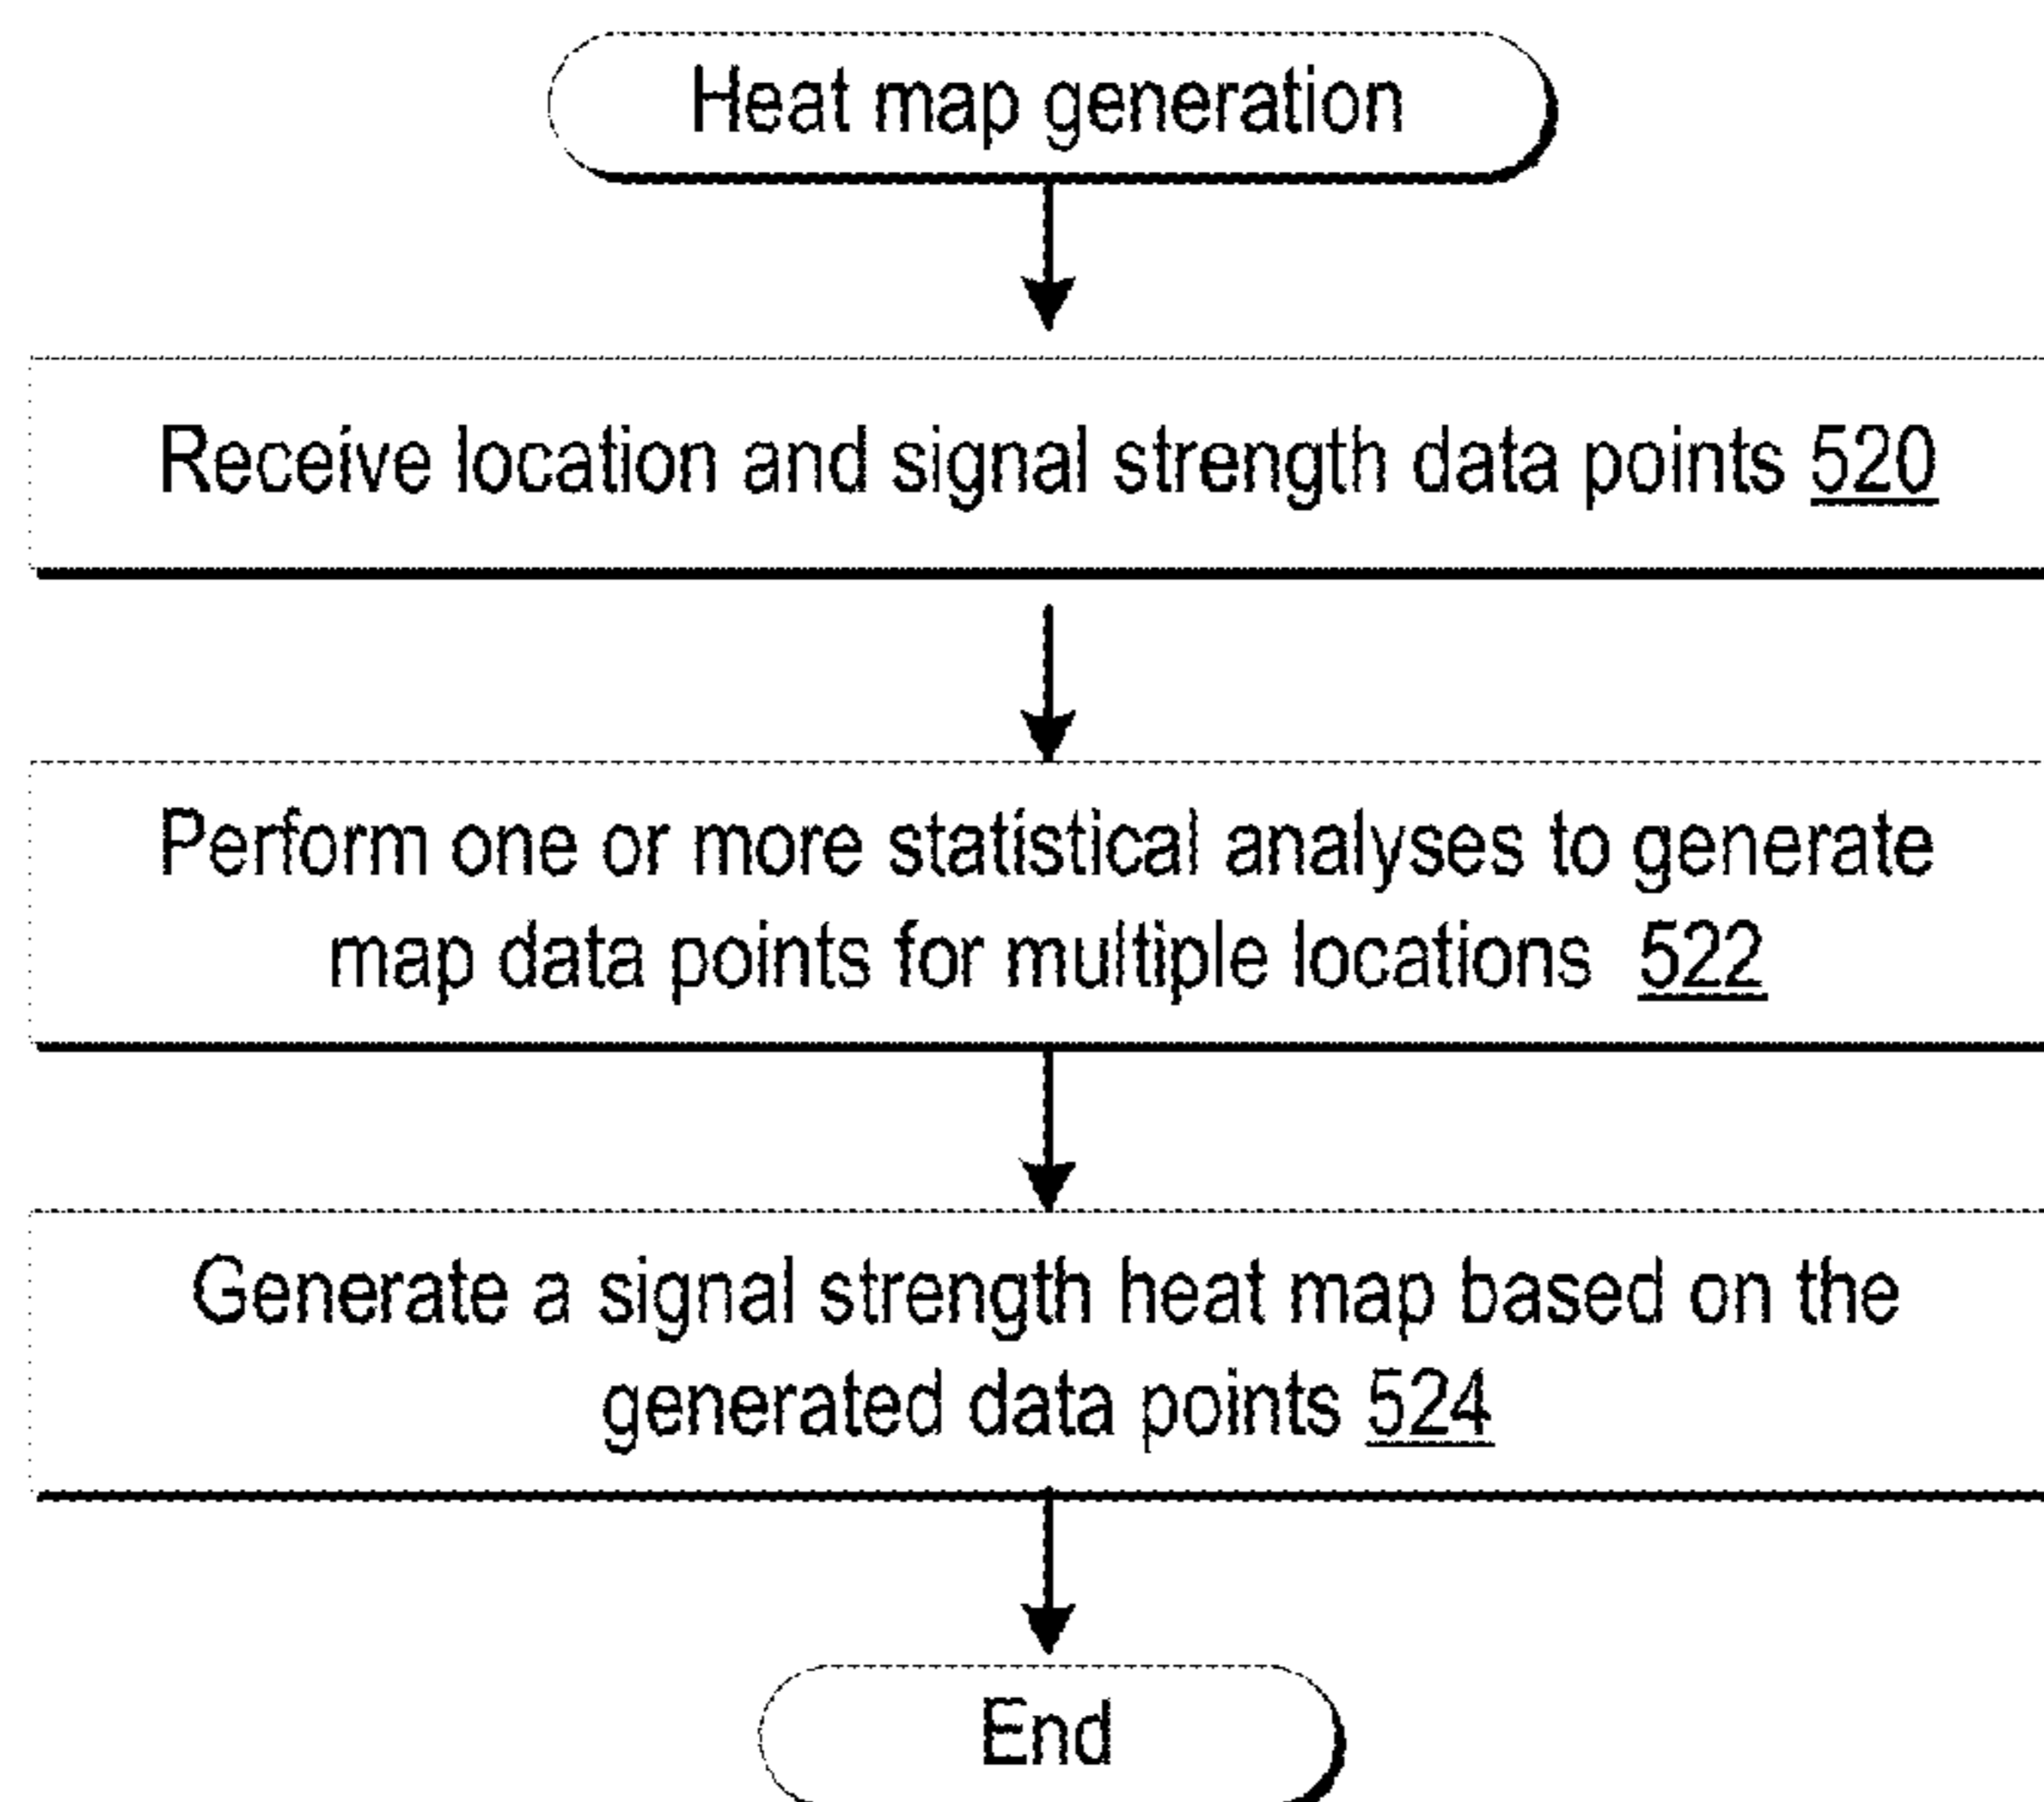 Heat map generation
Receive location and signal strength data points 520
Perform one or more statistical analyses to generate
map data points for multiple locations 522
Generate a signal strength heat map based on the
generated data points 524
End